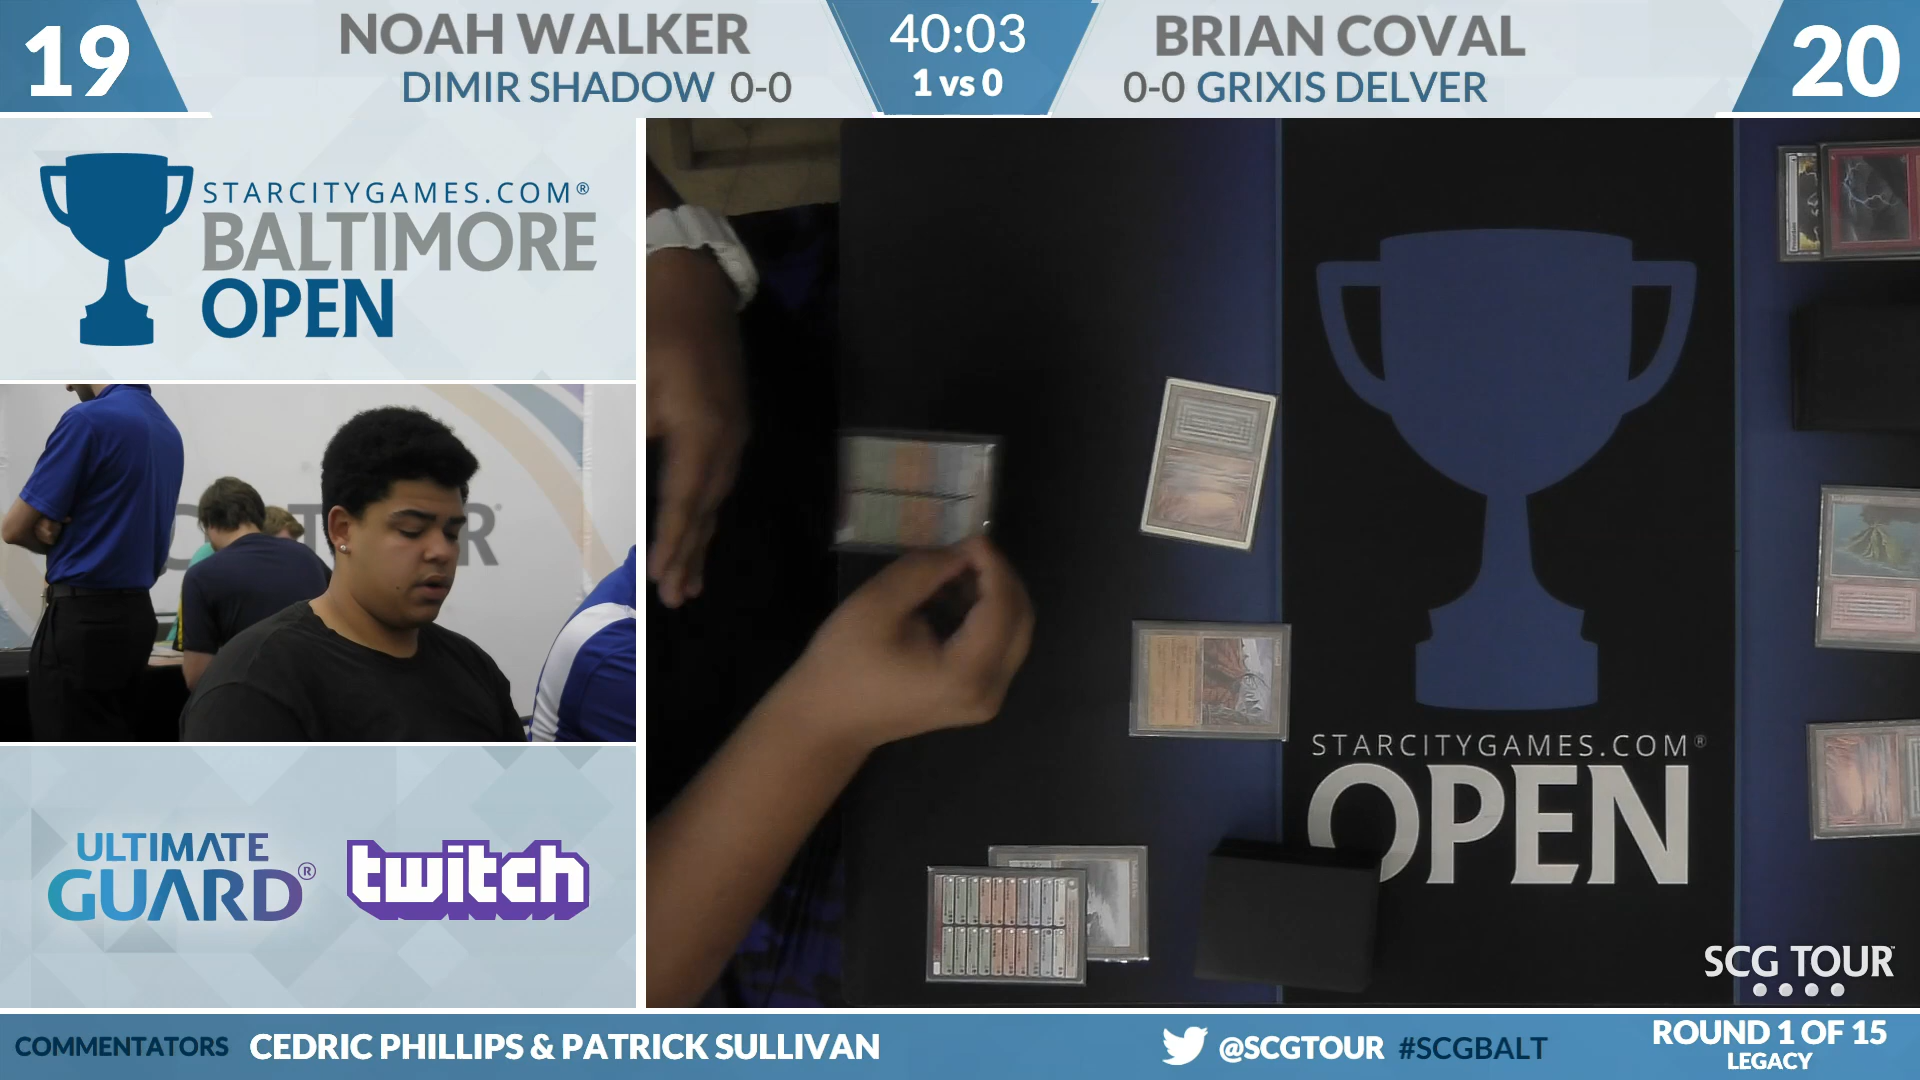 19
NOAH WALKER
DIMIR SHADOW 0-0
40:03
1 vs 0
BRIAN COVAL
0-0 GRIXIS DELVER
20
STARCITYGAMES.COM®
BALTIMORE
OPEN
ULTIMATE
GUARD®
twitch
STARCITYGAMES.COM®
OPEN
SCG TOUR
COMMENTATORS CEDRIC PHILLIPS & PATRICK SULLIVAN
@SCGTOUR #SCGBALT
ROUND 1 OF 15
LEGACY